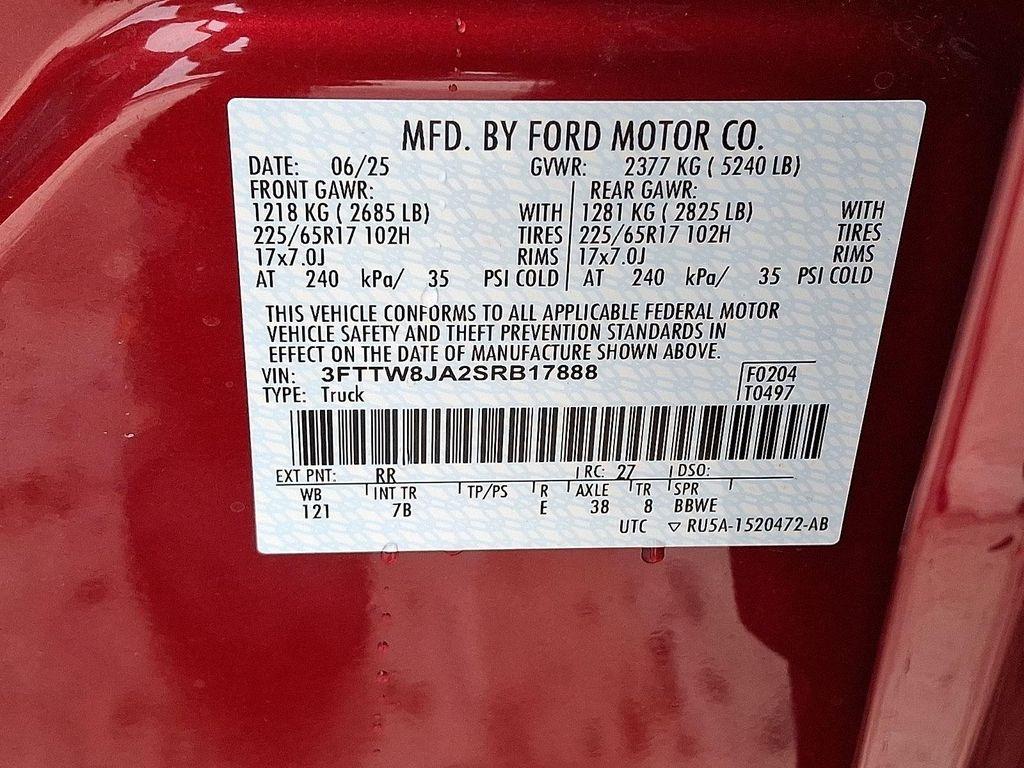 MFD. BY FORD MOTOR CO.
DATE: 06/25 GVWR: 2377 KG ( 5240 LB)
FRONT GAWR: REAR GAWR:
1218 KG ( 2685 LB) WITH 1281 KG ( 2825 LB) WITH
225/65R17 102H TIRES 225/65R17 102H TIRES
17x7.0J RIMS 17x7.0J RIMS
AT 240 kPa/ 35 PSI COLD AT 240 kPa/ 35 PSI COLD
THIS VEHICLE CONFORMS TO ALL APPLICABLE FEDERAL MOTOR
VEHICLE SAFETY AND THEFT PREVENTION STANDARDS IN
EFFECT ON THE DATE OF MANUFACTURE SHOWN ABOVE.
VIN: 3FTTW8JA2SRB17888 F0204
TYPE: Truck T0497
EXT PNT: RR RC: 27 DSO:
WB INT TR TP/PS R AXLE TR SPR
121 7B E 38 8 BBWE
UTC ▽ RU5A-1520472-AB